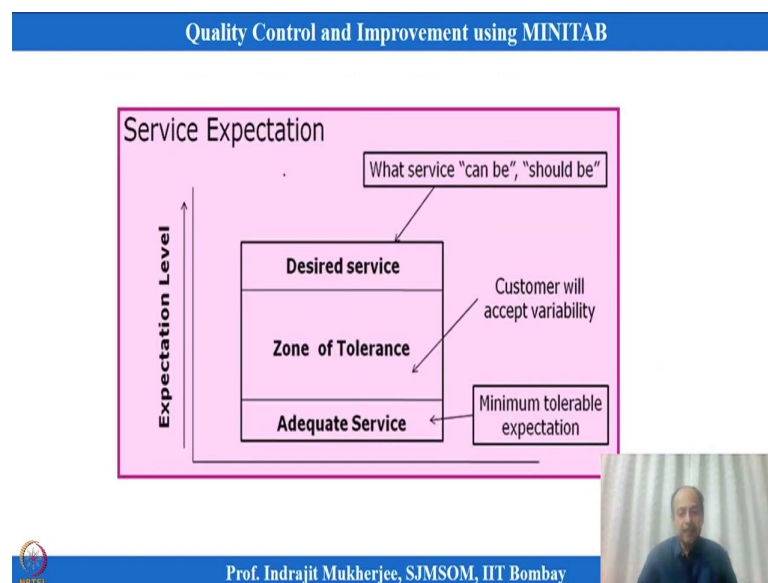 Quality Control and Improvement using MINITAB
Service Expectation
What service "can be", "should be"
Expectation Level
Desired service
Customer will
accept variability
Zone of Tolerance
Minimum tolerable
expectation
Adequate Service
NPTEL
Prof. Indrajit Mukherjee, SJMSOM, IIT Bombay